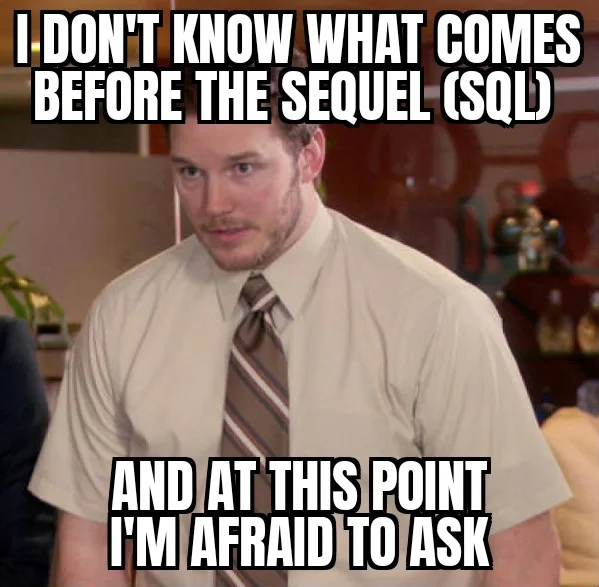 I DON'T KNOW WHAT COMES
BEFORE THE SEQUEL (SQL)
AND AT THIS POINT
I'M AFRAID TO ASK